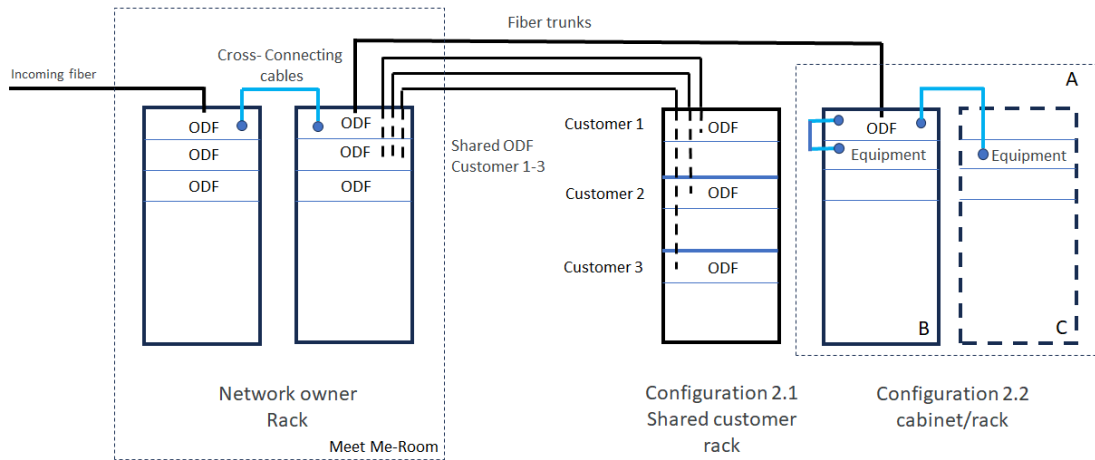 Fiber trunks
Cross- Connecting
cables
Incoming fiber
A
ODF
ODF
ODF
ODF
ODF
ODF
Shared ODF
Customer 1-3
Customer 1
ODF
Customer 2
ODF
Customer 3
ODF
ODF
Equipment
Equipment
B
C
Network owner
Rack
Meet Me-Room
Configuration 2.1
Shared customer
rack
Configuration 2.2
cabinet/rack